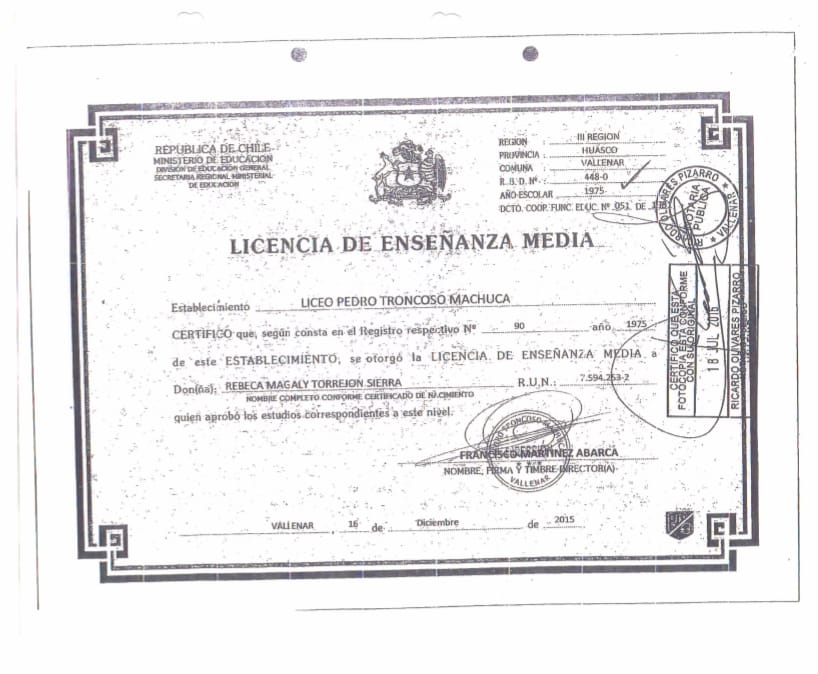 REPUBLICA DE CHILE
MINISTERIO DE EDUCACION
DIVISION DE EDUCACION GENERAL
SECRETARIA REGIONAL MINISTERIAL
DE EDUCACION
REGION : III REGION
PROVINCIA : HUASCO
COMUNA : VALLENAR
R. B. D. Nº : 448-0
AÑO ESCOLAR 1975
DCTO. COOP. FUNC. EDUC. Nº 051 DE
OLIVARES PIZARRO * VALLENAR *
NOTARIA PUBLICA
LICENCIA DE ENSEÑANZA MEDIA
Establecimiento LICEO PEDRO TRONCOSO MACHUCA
CERTIFICO que, según consta en el Registro respectivo Nº 90 año 1975
de este ESTABLECIMIENTO, se otorgó la LICENCIA DE ENSEÑANZA MEDIA a
Don(ña): REBECA MAGALY TORREJON SIERRA R.U.N.: 7.594.253-2
NOMBRE COMPLETO CONFORME CERTIFICADO DE NACIMIENTO
quien aprobó los estudios correspondientes a este nivel.
CERTIFICO QUE ESTA
FOTOCOPIA ESTA CONFORME
CON SU ORIGINAL
18 JUL 2016
RICARDO OLIVARES PIZARRO
TRONCOSO
VALLENAR
FRANCISCO MARTINEZ ABARCA
NOMBRE, FIRMA Y TIMBRE DIRECTOR(A)
VALLENAR, 16 de Diciembre de 2015